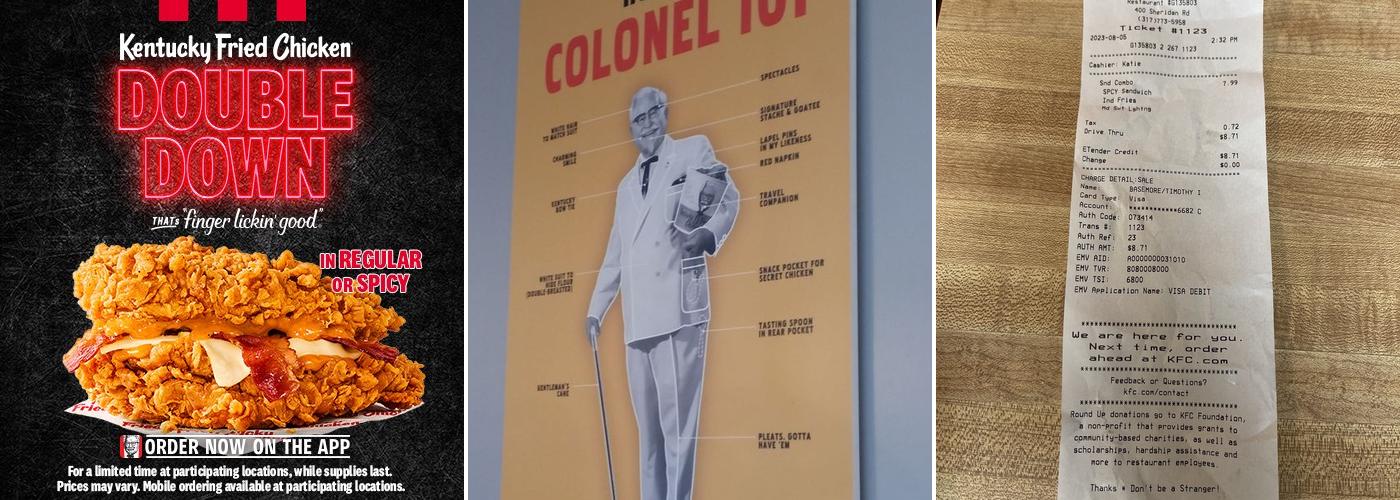 Kentucky Fried Chicken
DOUBLE
DOWN
THAT's "finger lickin' good"
IN REGULAR
OR SPICY
ORDER NOW ON THE APP
For a limited time at participating locations, while supplies last.
Prices may vary. Mobile ordering available at participating locations.
COLONEL 101
SPECTACLES
WHITE HAIR
TO MATCH SUIT
SIGNATURE
STACHE & GOATEE
CHARMING
SMILE
LAPEL PINS
IN MY LIKENESS
RED NAPKIN
KENTUCKY
BOW TIE
TRAVEL
COMPANION
WHITE SUIT TO
HIDE FLOUR
(DOUBLE-BREASTED)
SNACK POCKET FOR
SECRET CHICKEN
TASTING SPOON
IN REAR POCKET
GENTLEMAN'S
CANE
PLEATS, GOTTA
HAVE 'EM
Restaurant #G135803
400 Sheridan Rd
(317)773-5958
Ticket #1123
2023-08-05 2:32 PM
G135803 2 267 1123
Cashier: Katie
Snd Combo 7.99
SPCY Sandwich
Ind Fries
Md Swt Lghtng
Tax 0.72
Drive Thru $8.71
ETender Credit $8.71
Change $0.00
CHARGE DETAIL:SALE
Name: BASEMORE/TIMOTHY I
Card Type: Visa
Account: ************6682 C
Auth Code: 073414
Trans #: 1123
Auth Ref: 23
AUTH AMT: $8.71
EMV AID: A0000000031010
EMV TVR: 8080008000
EMV TSI: 6800
EMV Application Name: VISA DEBIT
We are here for you.
Next time, order
ahead at KFC.com
Feedback or Questions?
kfc.com/contact
Round Up donations go to KFC Foundation,
a non-profit that provides grants to
community-based charities, as well as
scholarships, hardship assistance and
more to restaurant employees.
Thanks * Don't be a Stranger!